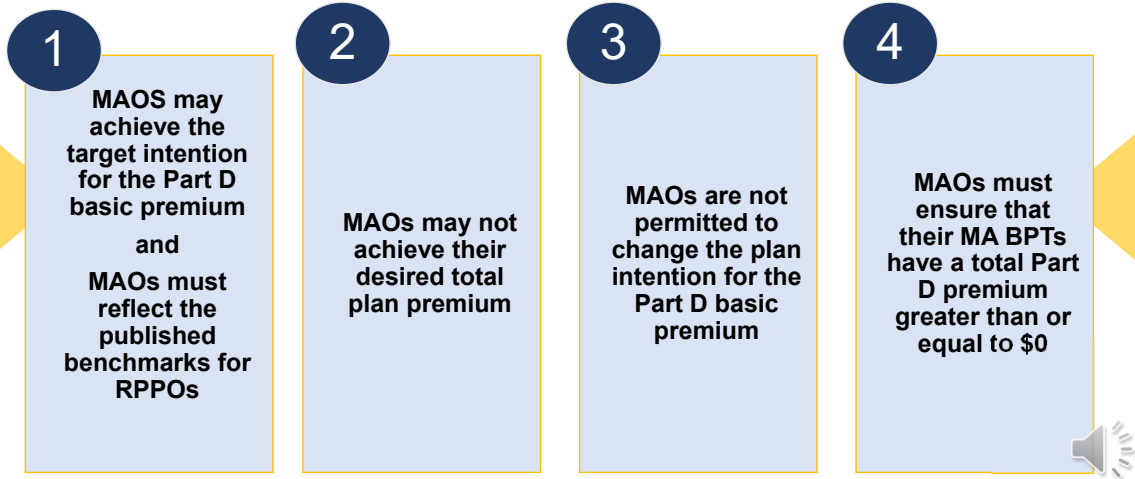 1
MAOS may
achieve the
target intention
for the Part D
basic premium
and
MAOs must
reflect the
published
benchmarks for
RPPOs
2
MAOs may not
achieve their
desired total
plan premium
3
MAOs are not
permitted to
change the plan
intention for the
Part D basic
premium
4
MAOs must
ensure that
their MA BPTs
have a total Part
D premium
greater than or
equal to $0